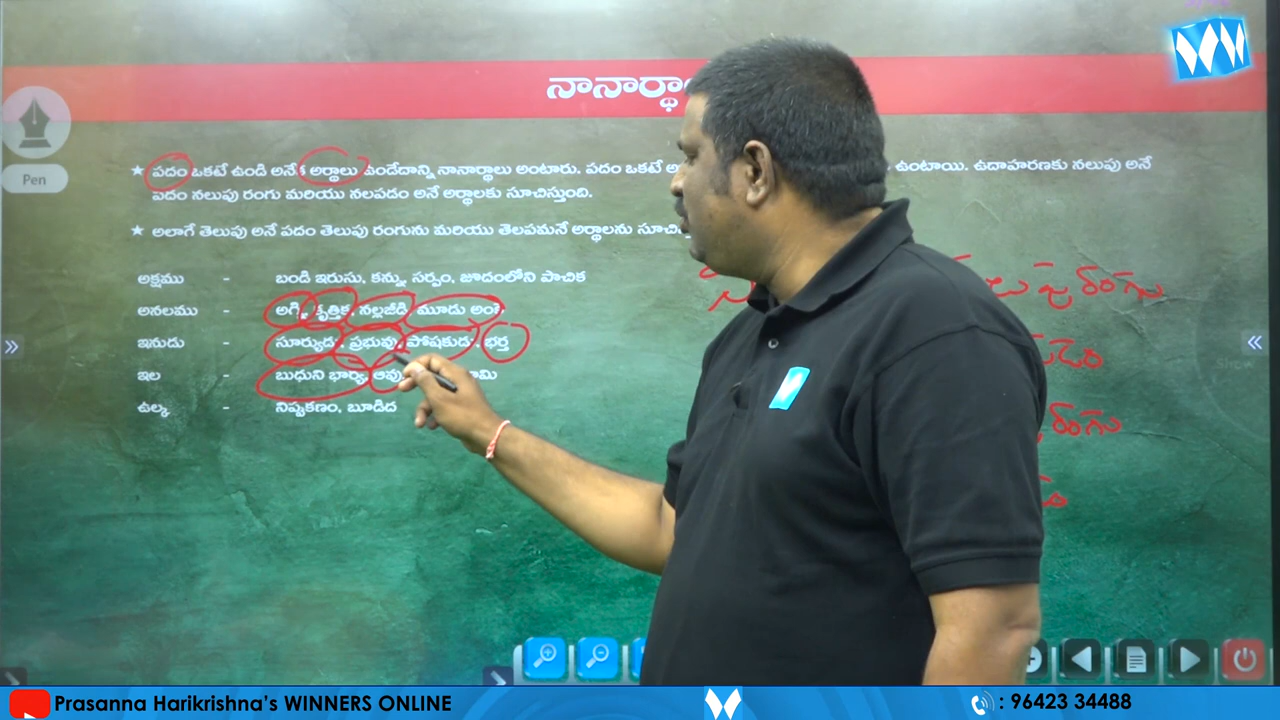 నానార్థా
Pen
★ పదం ఒకటే ఉండి అనేక అర్థాలు ఉండేదాన్ని నానార్థాలు అంటారు. పదం ఒకటే ఉంటాయి. ఉదాహరణకు నలుపు అనే
పదం నలుపు రంగు మరియు నలపడం అనే అర్థాలకు సూచిస్తుంది.
★ అలాగే తెలుపు అనే పదం తెలుపు రంగును మరియు తెలపమనే అర్థాలను
అక్షము - బండి ఇరుసు, కన్ను సర్పం, జూదంలోని పాచిక
అనలము - అగ్ని, కృత్తిక, నల్లజీడి, మూడు అంకె
ఇనుడు - సూర్యుడు, ప్రభువు, పోషకుడు, భర్త
ఇల - బుధుని భార్య, ఆవు
ఉల్క - నిప్పుకణం, బూడిద
రంగు
రంగు
Show
Prasanna Harikrishna's WINNERS ONLINE : 96423 34488